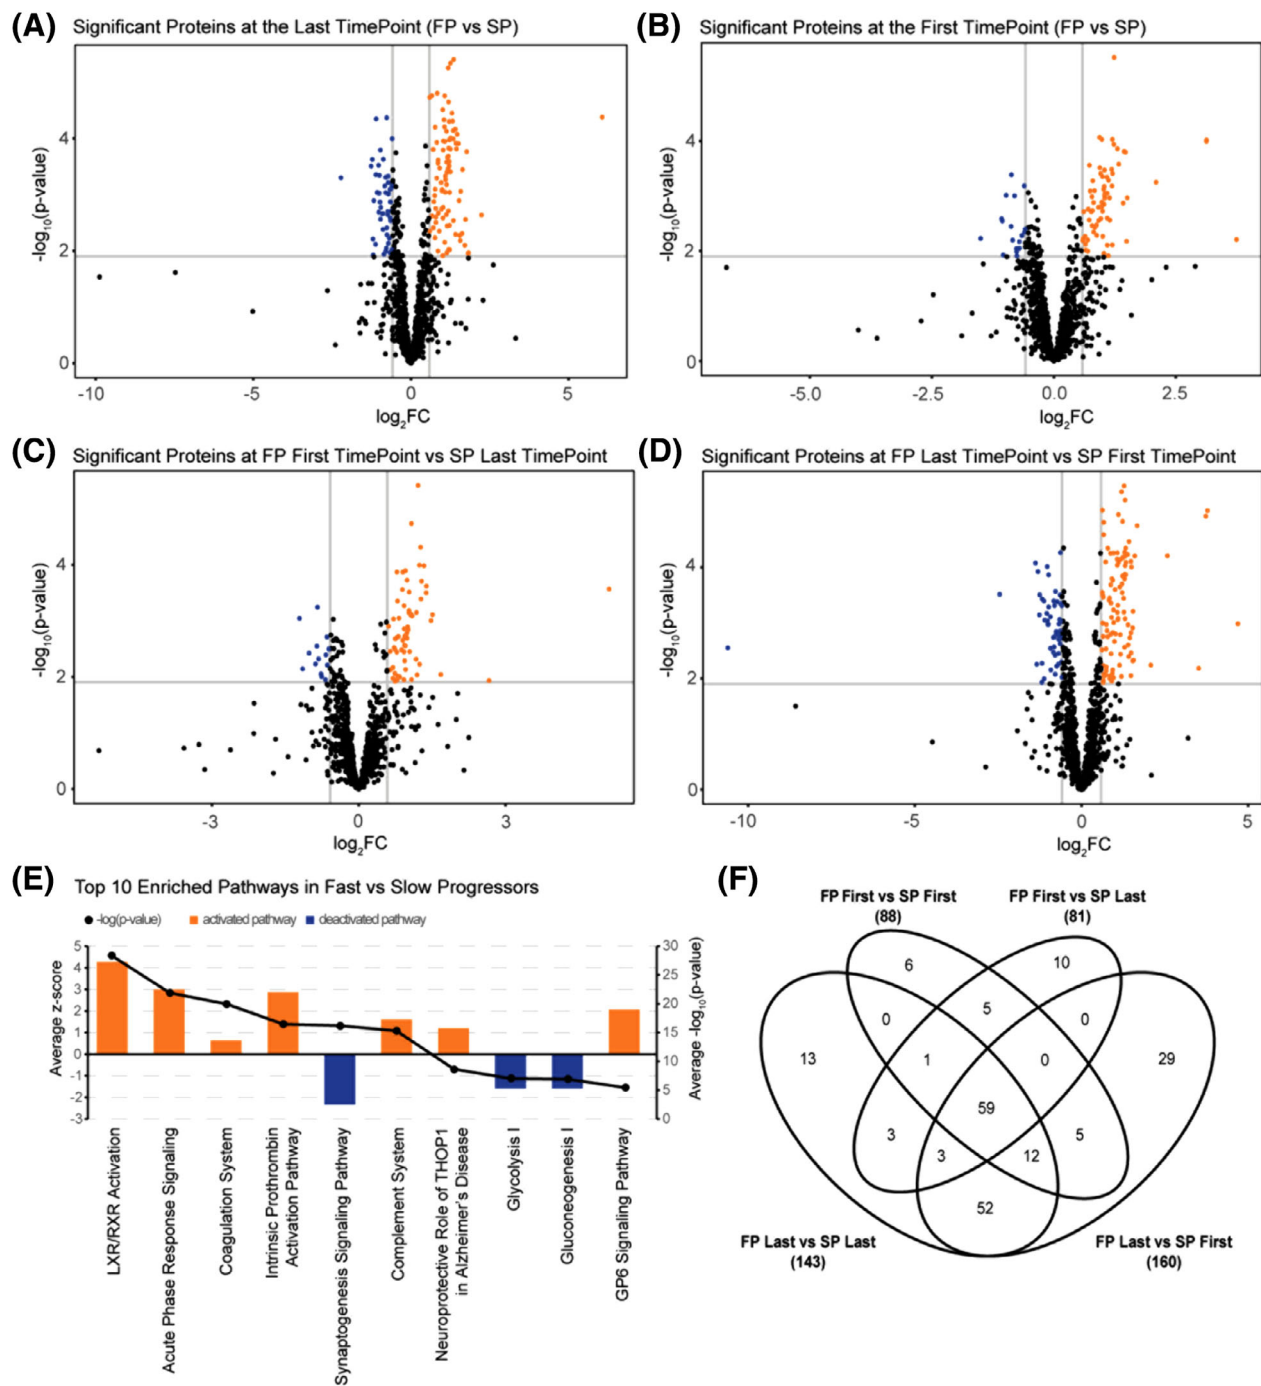 (A) Significant Proteins at the Last TimePoint (FP vs SP)
-log10(p-value)
4
2
0
-10 -5 0 5
log2FC
(B) Significant Proteins at the First TimePoint (FP vs SP)
-log10(p-value)
4
2
0
-5.0 -2.5 0.0 2.5
log2FC
(C) Significant Proteins at FP First TimePoint vs SP Last TimePoint
-log10(p-value)
4
2
0
-3 0 3
log2FC
(D) Significant Proteins at FP Last TimePoint vs SP First TimePoint
-log10(p-value)
4
2
0
-10 -5 0 5
log2FC
(E) Top 10 Enriched Pathways in Fast vs Slow Progressors
-log(p-value) activated pathway deactivated pathway
Average z-score
5
4
3
2
1
0
-1
-2
-3
30
25
20
15
10
5
0
Average -log10(p-value)
LXR/RXR Activation
Acute Phase Response Signaling
Coagulation System
Intrinsic Prothrombin
Activation Pathway
Synaptogenesis Signaling Pathway
Complement System
Neuroprotective Role of THOP1
in Alzheimer's Disease
Glycolysis I
Gluconeogenesis I
GP6 Signaling Pathway
(F)
FP First vs SP First
(88)
FP First vs SP Last
(81)
6 10
5
0 0
13 1 0 29
59
3 5
3 12
52
FP Last vs SP Last
(143)
FP Last vs SP First
(160)